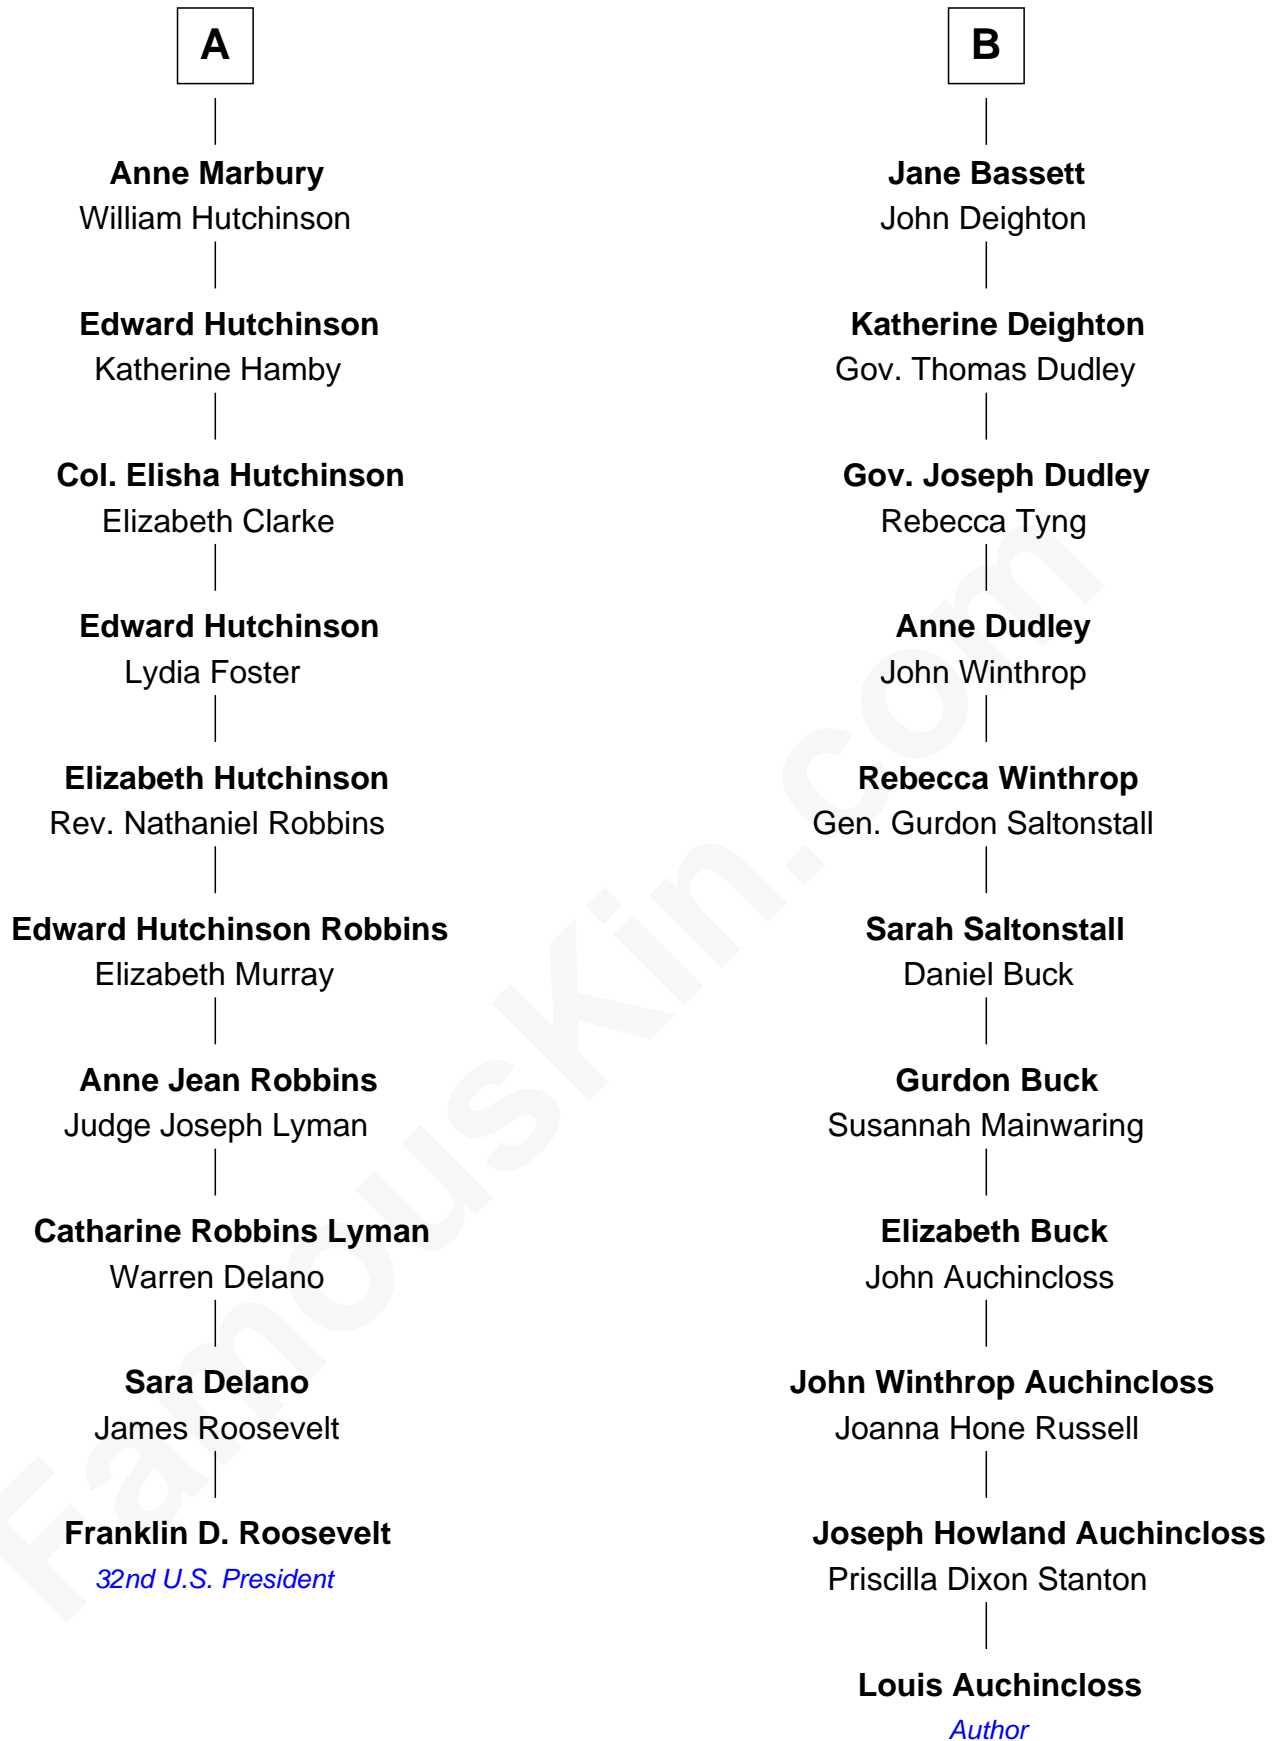 A
Anne Marbury
William Hutchinson
Edward Hutchinson
Katherine Hamby
Col. Elisha Hutchinson
Elizabeth Clarke
Edward Hutchinson
Lydia Foster
Elizabeth Hutchinson
Rev. Nathaniel Robbins
Edward Hutchinson Robbins
Elizabeth Murray
Anne Jean Robbins
Judge Joseph Lyman
Catharine Robbins Lyman
Warren Delano
Sara Delano
James Roosevelt
Franklin D. Roosevelt
32nd U.S. President
B
Jane Bassett
John Deighton
Katherine Deighton
Gov. Thomas Dudley
Gov. Joseph Dudley
Rebecca Tyng
Anne Dudley
John Winthrop
Rebecca Winthrop
Gen. Gurdon Saltonstall
Sarah Saltonstall
Daniel Buck
Gurdon Buck
Susannah Mainwaring
Elizabeth Buck
John Auchincloss
John Winthrop Auchincloss
Joanna Hone Russell
Joseph Howland Auchincloss
Priscilla Dixon Stanton
Louis Auchincloss
Author
FamousKin.com